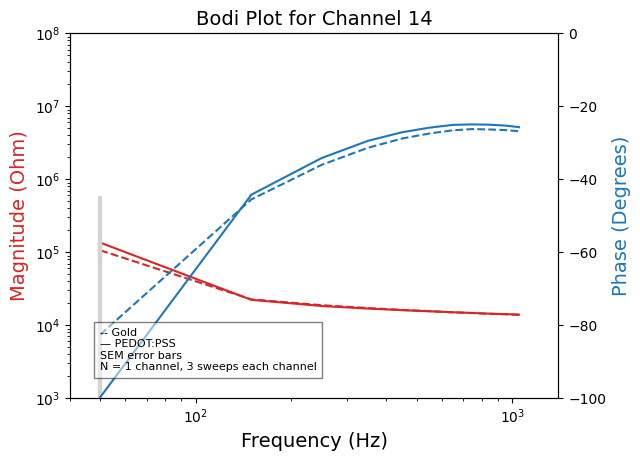 Bodi Plot for Channel 14
10^8
10^7
10^6
10^5
10^4
10^3
Magnitude (Ohm)
0
−20
−40
−60
−80
−100
Phase (Degrees)
-- Gold
— PEDOT:PSS
SEM error bars
N = 1 channel, 3 sweeps each channel
10^2
10^3
Frequency (Hz)